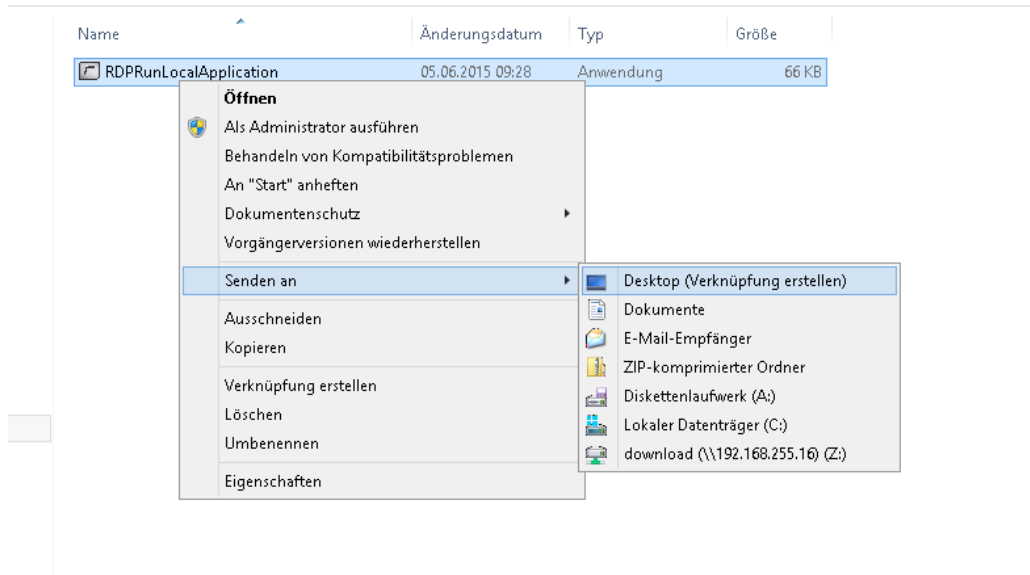 Name Änderungsdatum Typ Größe
RDPRunLocalApplication 05.06.2015 09:28 Anwendung 66 KB
Öffnen
Als Administrator ausführen
Behandeln von Kompatibilitätsproblemen
An "Start" anheften
Dokumentenschutz
Vorgängerversionen wiederherstellen
Senden an
Ausschneiden
Kopieren
Verknüpfung erstellen
Löschen
Umbenennen
Eigenschaften
Desktop (Verknüpfung erstellen)
Dokumente
E-Mail-Empfänger
ZIP-komprimierter Ordner
Diskettenlaufwerk (A:)
Lokaler Datenträger (C:)
download (\\192.168.255.16) (Z:)